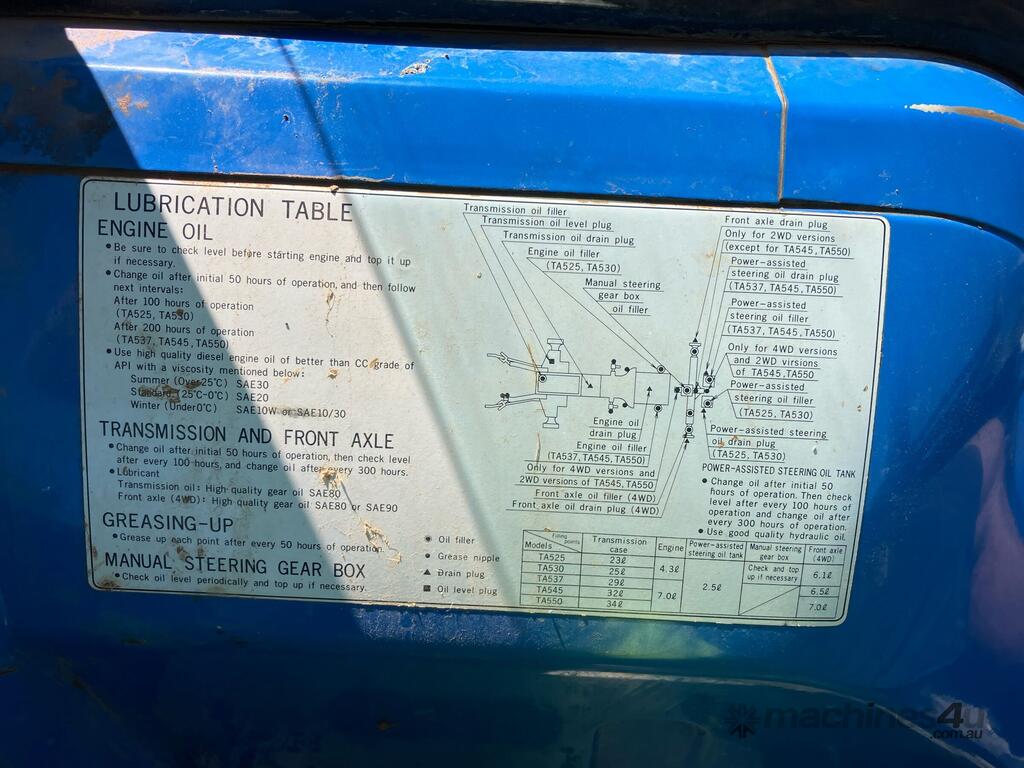 LUBRICATION TABLE
ENGINE OIL
• Be sure to check level before starting engine and top it up
if necessary.
• Change oil after initial 50 hours of operation, and then follow
next intervals:
After 100 hours of operation
(TA525, TA530)
After 200 hours of operation
(TA537, TA545, TA550)
• Use high quality diesel engine oil of better than CC grade of
API with a viscosity mentioned below:
Summer (Over 25°C) SAE30
Standard (25°C-0°C) SAE20
Winter (Under 0°C) SAE10W or SAE10/30
TRANSMISSION AND FRONT AXLE
• Change oil after initial 50 hours of operation, then check level
after every 100 hours, and change oil after every 300 hours.
• Lubricant
Transmission oil: High quality gear oil SAE80
Front axle (4WD): High quality gear oil SAE80 or SAE90
GREASING-UP
• Grease up each point after every 50 hours of operation.
MANUAL STEERING GEAR BOX
• Check oil level periodically and top up if necessary.
◉ Oil filler
● Grease nipple
▲ Drain plug
■ Oil level plug
Transmission oil filler
Transmission oil level plug
Transmission oil drain plug
Engine oil filler
(TA525, TA530)
Manual steering
gear box
oil filler
Front axle drain plug
Only for 2WD versions
(except for TA545, TA550)
Power-assisted
steering oil drain plug
(TA537, TA545, TA550)
Power-assisted
steering oil filler
(TA537, TA545, TA550)
Only for 4WD versions
and 2WD versions
of TA545, TA550
Power-assisted
steering oil filler
(TA525, TA530)
Power-assisted steering
oil drain plug
(TA525, TA530)
Engine oil
drain plug
Engine oil filler
(TA537, TA545, TA550)
Only for 4WD versions and
2WD versions of TA545, TA550
Front axle oil filler (4WD)
Front axle oil drain plug (4WD)
POWER-ASSISTED STEERING OIL TANK
• Change oil after initial 50
hours of operation. Then check
level after every 100 hours of
operation and change oil after
every 300 hours of operation.
• Use good quality hydraulic oil.
Models Filling points Transmission case Engine Power-assisted steering oil tank Manual steering gear box Front axle (4WD)
TA525 23ℓ 4.3ℓ 2.5ℓ Check and top up if necessary 6.1ℓ
TA530 25ℓ
TA537 29ℓ 7.0ℓ 6.5ℓ
TA545 32ℓ 7.0ℓ
TA550 34ℓ
machines4u
.com.au